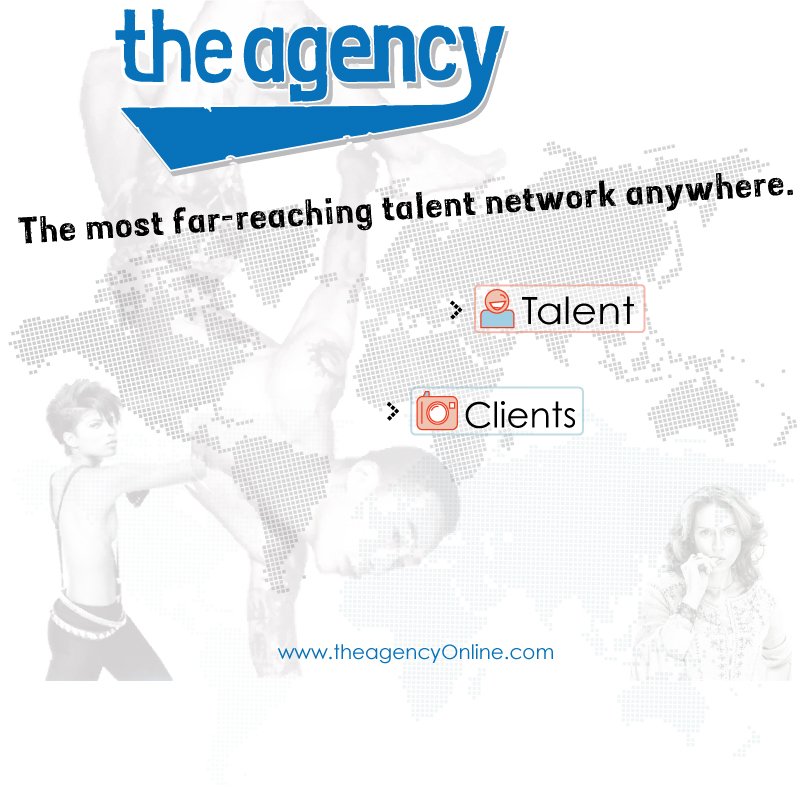 the agency
The most far-reaching talent network anywhere.
Talent
Clients
www.theagencyOnline.com